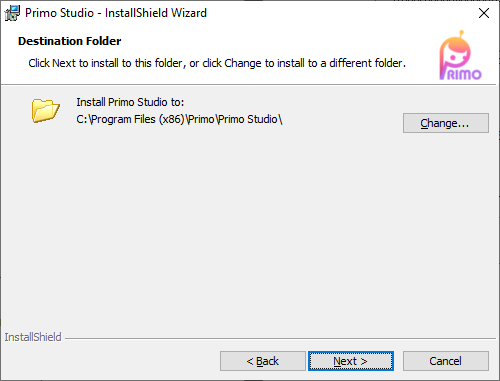 Primo Studio - InstallShield Wizard
Destination Folder
Click Next to install to this folder, or click Change to install to a different folder.
PRIMO
Install Primo Studio to:
C:\Program Files (x86)\Primo\Primo Studio\
Change...
InstallShield
< Back
Next >
Cancel